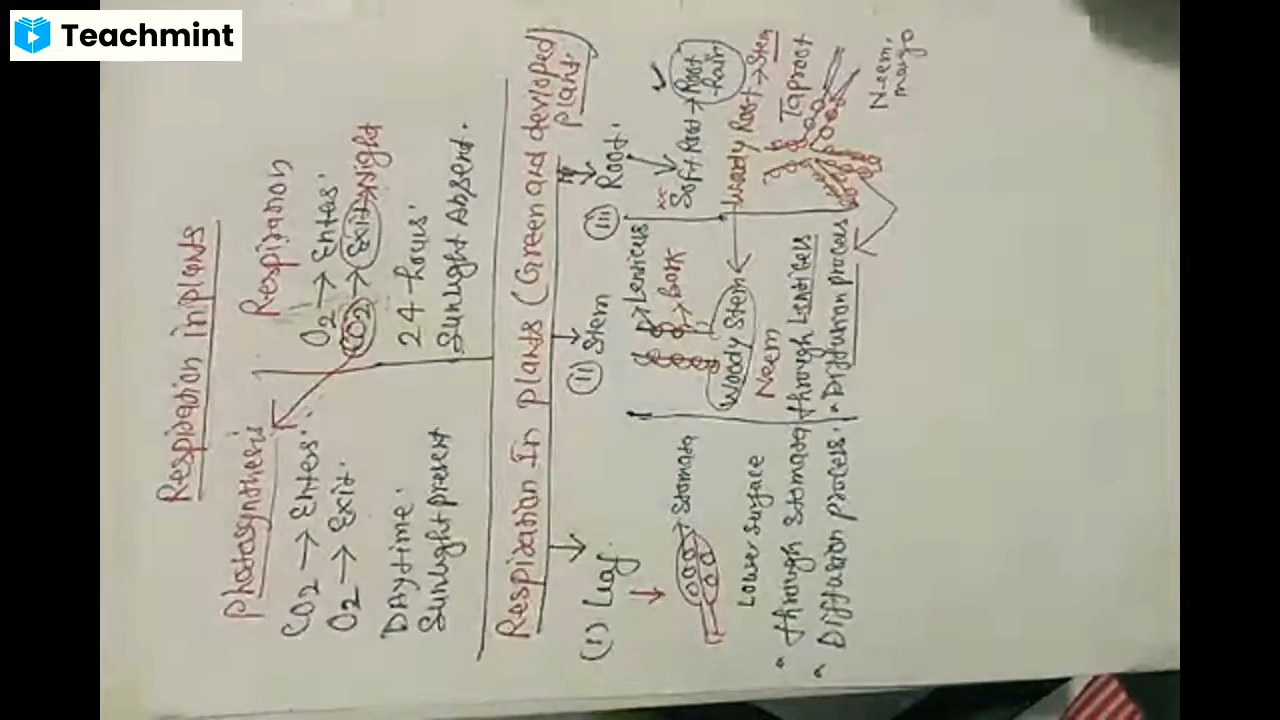 Teachmint
Respiration in plants
Photosynthesis
CO2 → Enters.
O2 → Exit.
DAytime.
Sunlight present
Respiration
O2 → Enters.
CO2 → Exit → Night
24 hours.
Sunlight Absent.
Respiration In plants (Green and developed
plant.)
(i) Leaf.
Stomata
Lower surface
" through stomata
" Diffusion process.
(ii) Stem
→ Lenticels
→ bark
Woody Stem
Neem
through Lenticels
" Diffusion process
(iii) Root.
Soft Root → Root
hair
Woody Root → Stem
Taproot
Neem.
mango